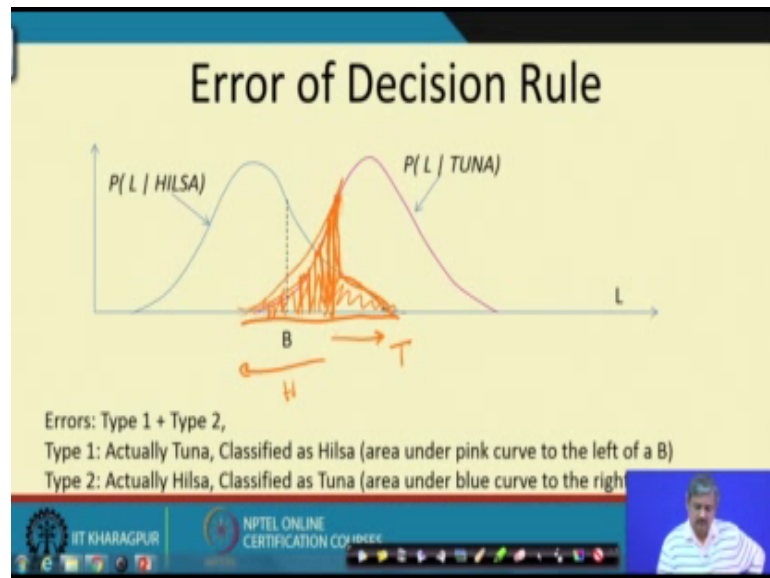 Error of Decision Rule
P( L | HILSA)
P( L | TUNA)
L
B
T
H
Errors: Type 1 + Type 2,
Type 1: Actually Tuna, Classified as Hilsa (area under pink curve to the left of a B)
Type 2: Actually Hilsa, Classified as Tuna (area under blue curve to the right
IIT KHARAGPUR
NPTEL ONLINE
CERTIFICATION COURSES